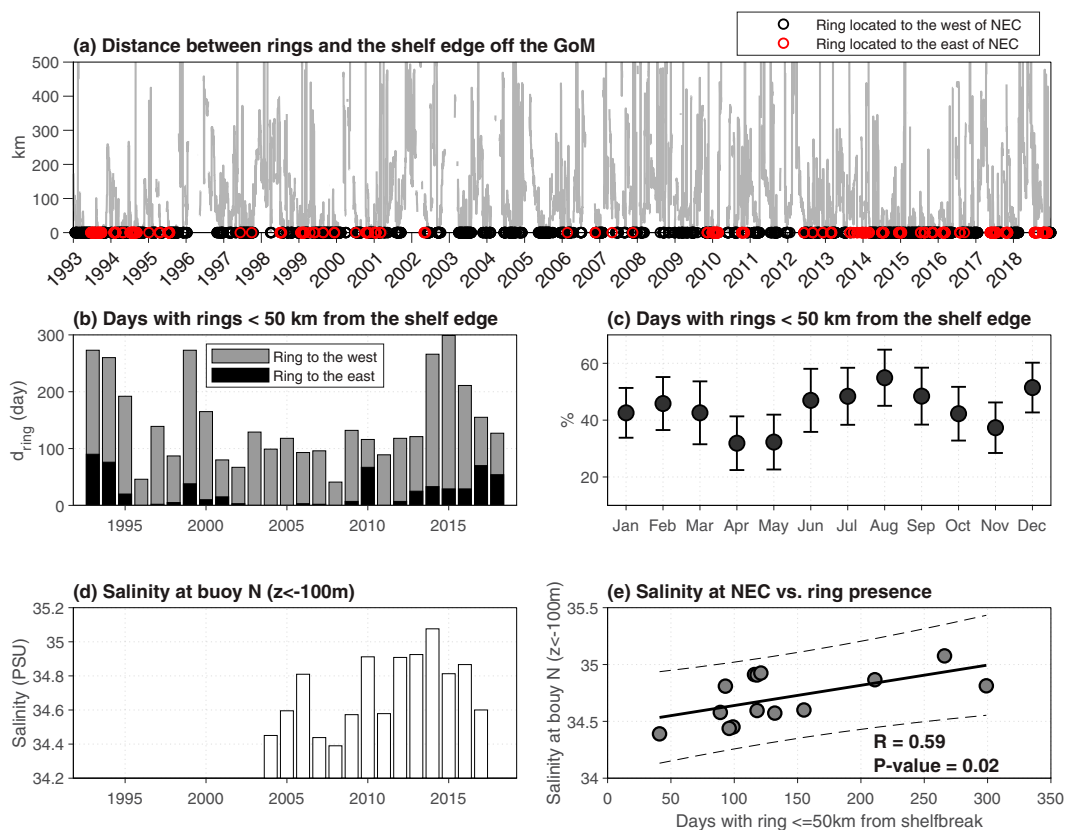 Ring located to the west of NEC
Ring located to the east of NEC
(a) Distance between rings and the shelf edge off the GoM
500
400
300
200
100
0
km
1993 1994 1995 1996 1997 1998 1999 2000 2001 2002 2003 2004 2005 2006 2007 2008 2009 2010 2011 2012 2013 2014 2015 2016 2017 2018
(b) Days with rings < 50 km from the shelf edge
300
200
100
0
d_ring (day)
Ring to the west
Ring to the east
1995 2000 2005 2010 2015
(c) Days with rings < 50 km from the shelf edge
60
40
20
%
Jan Feb Mar Apr May Jun Jul Aug Sep Oct Nov Dec
(d) Salinity at buoy N (z<-100m)
35.2
35
34.8
34.6
34.4
34.2
Salinity (PSU)
1995 2000 2005 2010 2015
(e) Salinity at NEC vs. ring presence
35.5
35
34.5
34
Salinity at bouy N (z<-100m)
R = 0.59
P-value = 0.02
0 50 100 150 200 250 300 350
Days with ring <=50km from shelfbreak